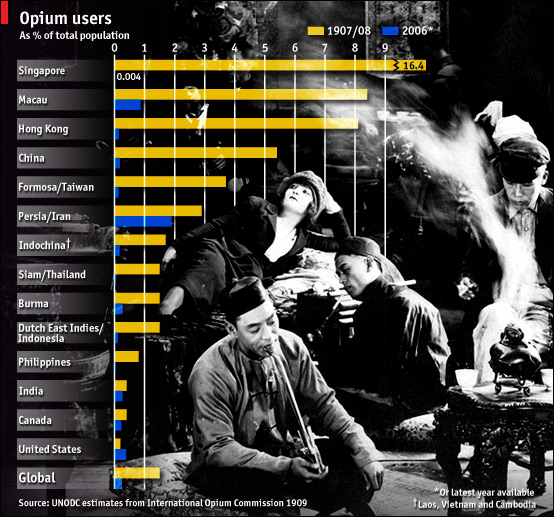 Opium users
As % of total population
1907/08 2006*
0 1 2 3 4 5 6 7 8 9
Singapore
16.4
0.004
Macau
Hong Kong
China
Formosa/Taiwan
Persia/Iran
Indochina†
Siam/Thailand
Burma
Dutch East Indies/
Indonesia
Philippines
India
Canada
United States
Global
*Or latest year available
Source: UNODC estimates from International Opium Commission 1909
†Laos, Vietnam and Cambodia